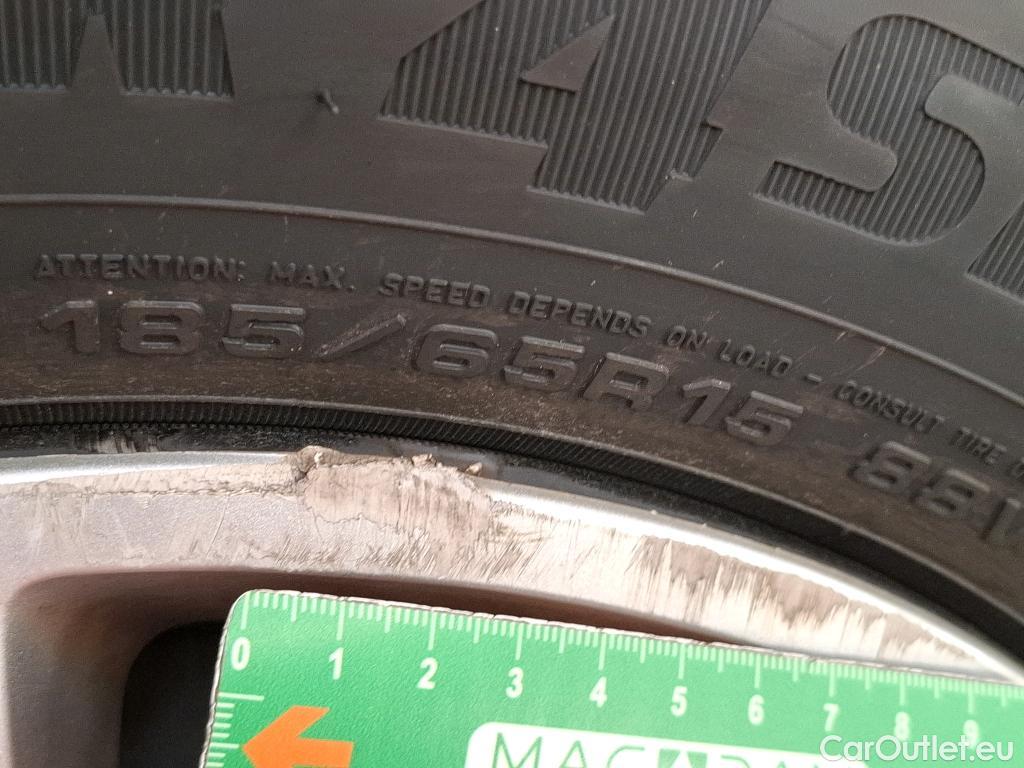 4S
ATTENTION: MAX. SPEED DEPENDS ON LOAD - CONSULT TIRE
185/65R15 88V
0 1 2 3 4 5 6 7 8 9
CarOutlet.eu